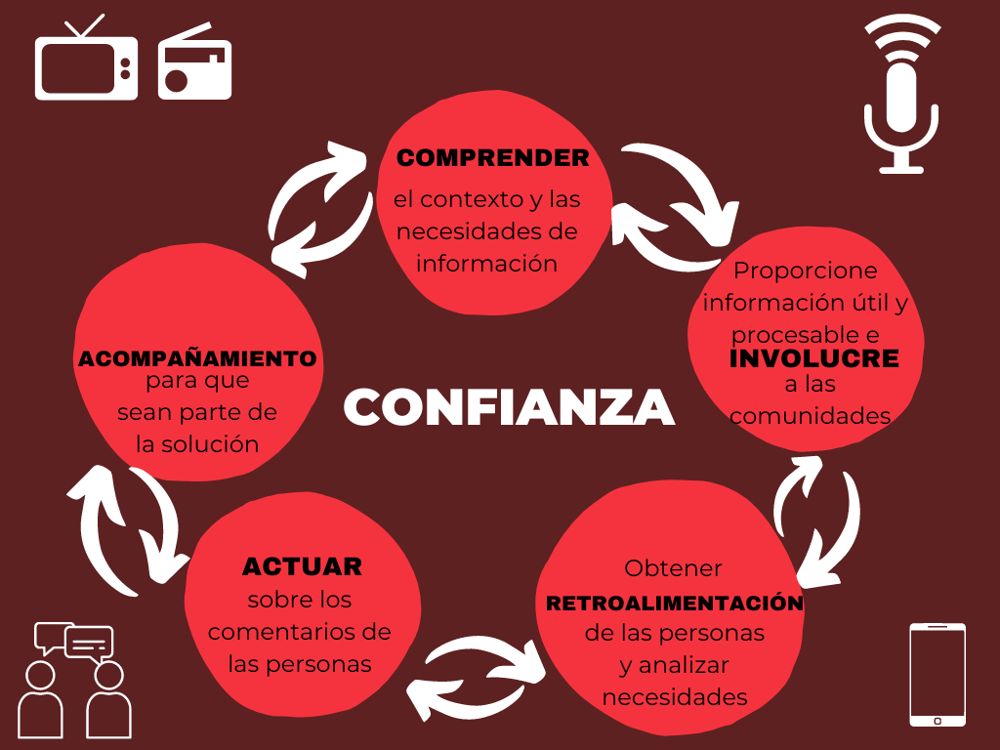 COMPRENDER
el contexto y las
necesidades de
información
Proporcione
información útil y
procesable e
INVOLUCRE
a las
comunidades
ACOMPAÑAMIENTO
para que
sean parte de
la solución
CONFIANZA
ACTUAR
sobre los
comentarios de
las personas
Obtener
RETROALIMENTACIÓN
de las personas
y analizar
necesidades